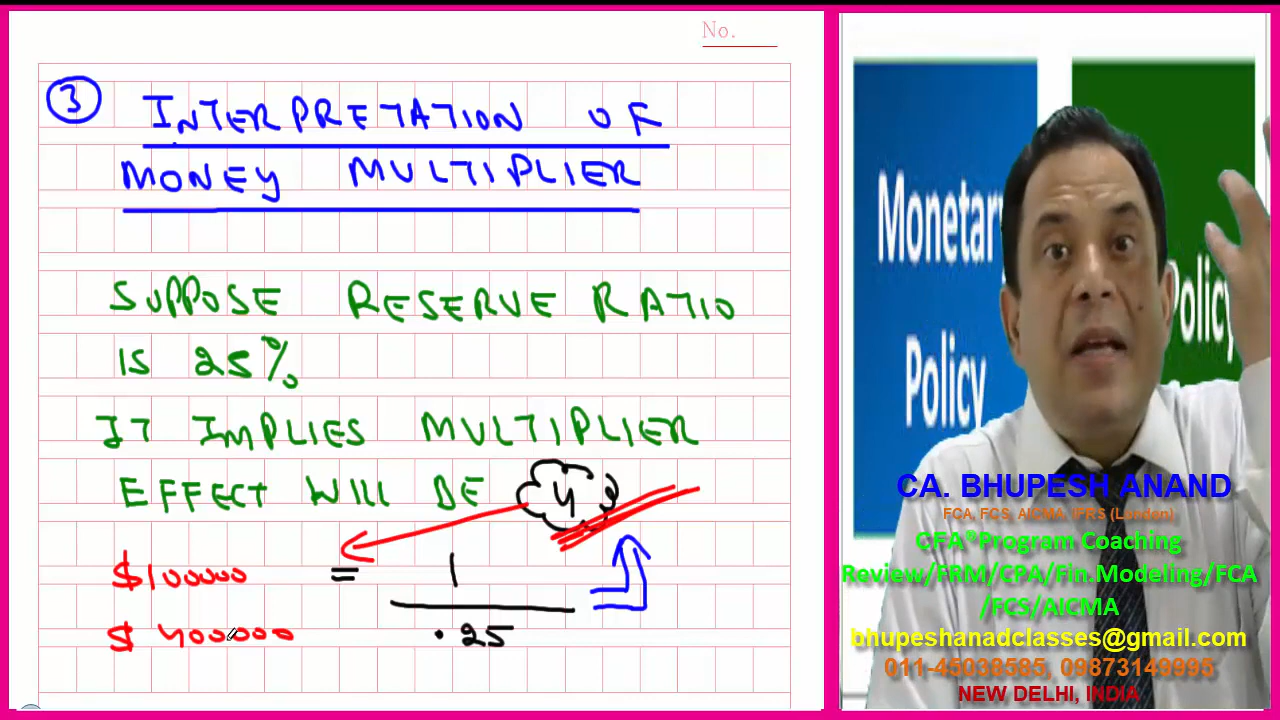 No.
3 INTERPRETATION OF
MONEY MULTIPLIER
SUPPOSE RESERVE RATIO
IS 25%
IT IMPLIES MULTIPLIER
EFFECT WILL BE 4
$100000 = 1
$400000 .25
Monetary
Policy
Policy
CA. BHUPESH ANAND
FCA, FCS, AICMA, IFRS (London)
CFA® Program Coaching
Review/FRM/CPA/Fin.Modeling/FCA
/FCS/AICMA
bhupeshanadclasses@gmail.com
011-45038585, 09873149995
NEW DELHI, INDIA